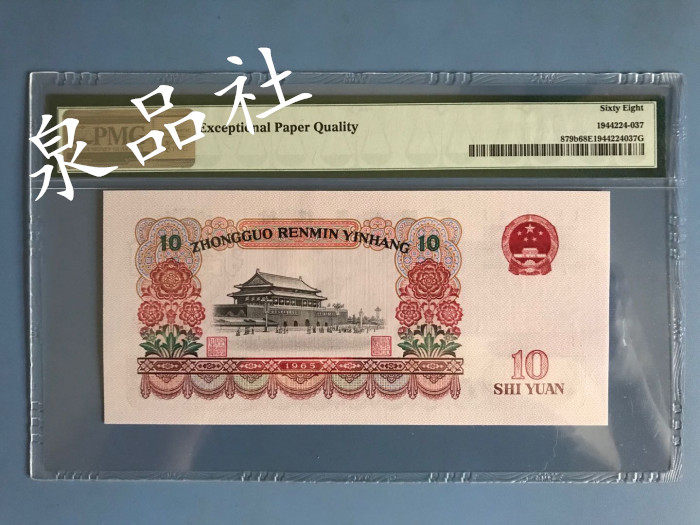 泉品社
PMG
Exceptional Paper Quality
Sixty Eight
1944224-037
879b68E1944224037G
10 ZHONGGUO RENMIN YINHANG 10
1965
10
SHI YUAN